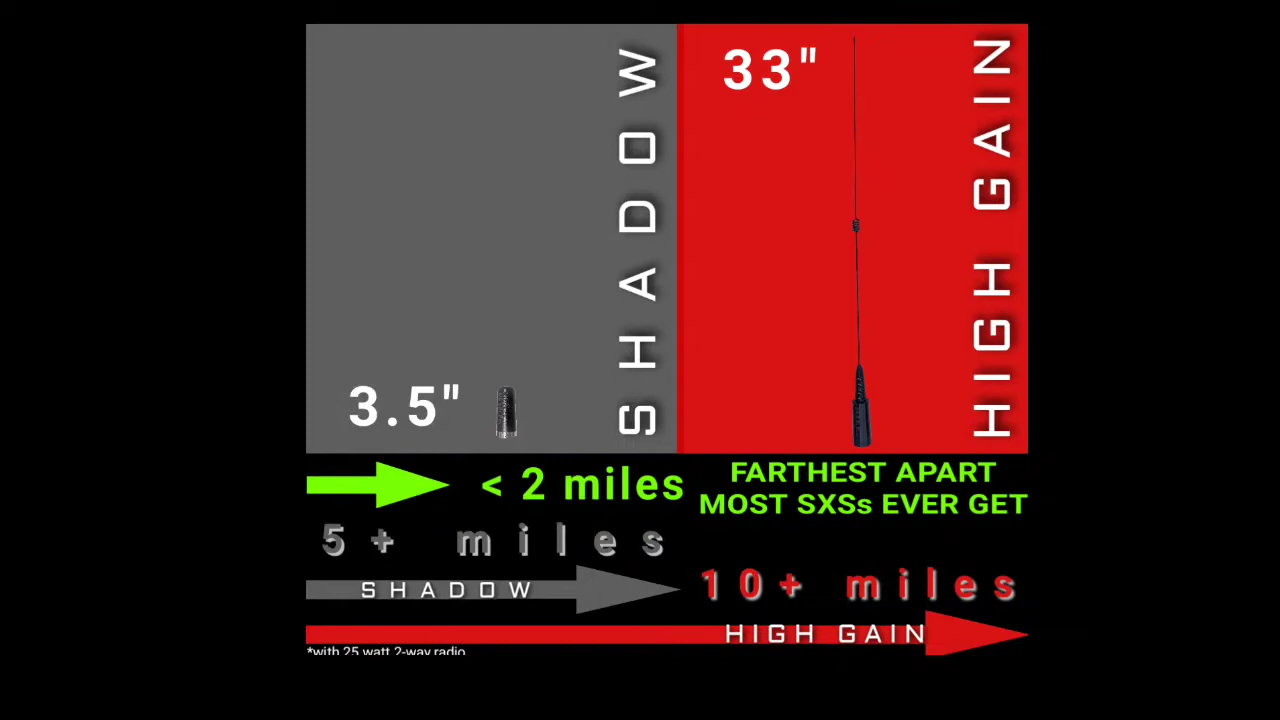 3.5"
SHADOW
33"
HIGH GAIN
< 2 miles
FARTHEST APART
MOST SXSs EVER GET
5+ miles
SHADOW
10+ miles
HIGH GAIN
*with 25 watt 2-way radio